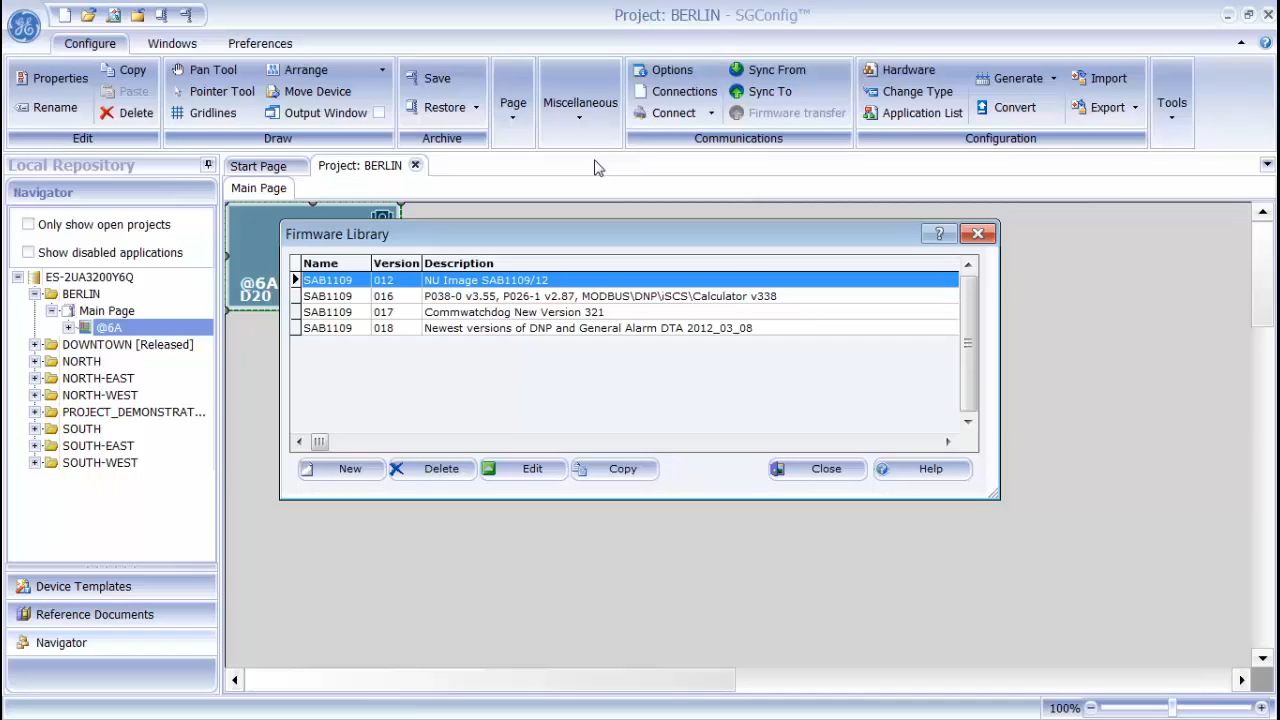 Project: BERLIN - SGConfig™
Configure
Windows
Preferences
Properties
Copy
Paste
Rename
Delete
Edit
Pan Tool
Arrange
Pointer Tool
Move Device
Gridlines
Output Window
Draw
Save
Restore
Archive
Page
Miscellaneous
Options
Sync From
Connections
Sync To
Connect
Firmware transfer
Communications
Hardware
Change Type
Application List
Generate
Import
Convert
Export
Configuration
Tools
Local Repository
Navigator
Only show open projects
Show disabled applications
ES-2UA3200Y6Q
BERLIN
Main Page
@6A
DOWNTOWN [Released]
NORTH
NORTH-EAST
NORTH-WEST
PROJECT_DEMONSTRAT...
SOUTH
SOUTH-EAST
SOUTH-WEST
Device Templates
Reference Documents
Navigator
Start Page
Project: BERLIN
Main Page
@6A
D20
Firmware Library
Name Version Description
SAB1109 012 NU Image SAB1109/12
SAB1109 016 P038-0 v3.55, P026-1 v2.87, MODBUS\DNP\iSCS\Calculator v338
SAB1109 017 Commwatchdog New Version 321
SAB1109 018 Newest versions of DNP and General Alarm DTA 2012_03_08
New
Delete
Edit
Copy
Close
Help
100%